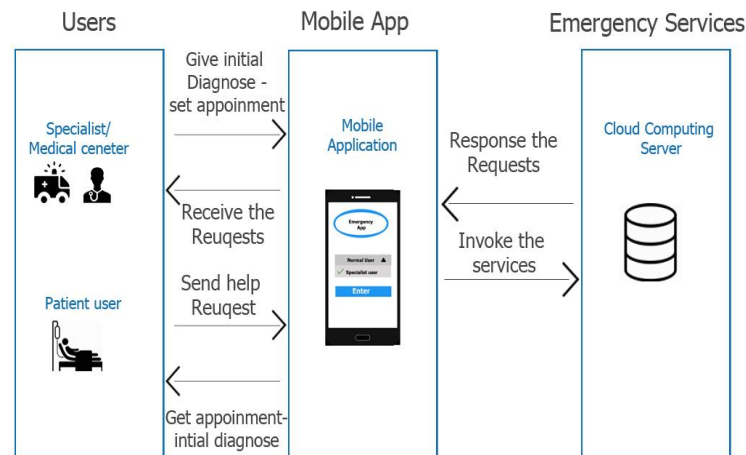 Users
Mobile App
Emergency Services
Give initial
Diagnose -
set appoinment
Specialist/
Medical ceneter
Mobile
Application
Response the
Requests
Cloud Computing
Server
Receive the
Reuqests
Emergency
App
Normal User
Specialist user
Enter
Invoke the
services
Send help
Reuqest
Patient user
Get appoinment-
intial diagnose